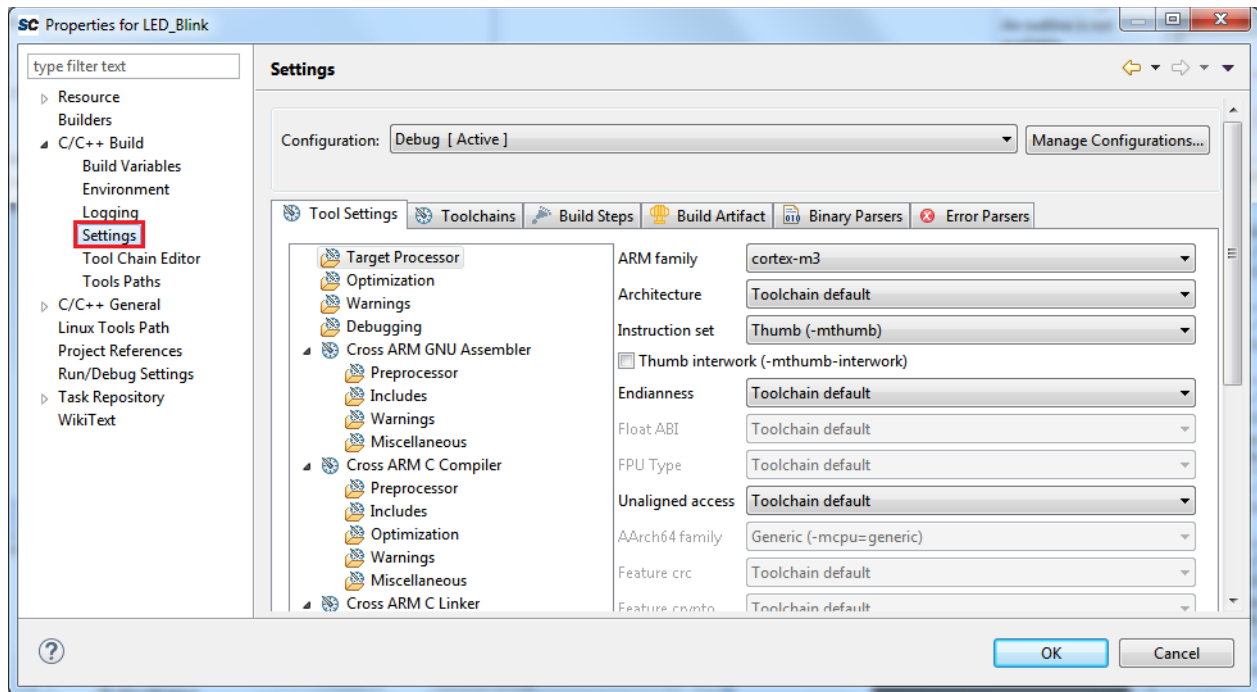 SC Properties for LED_Blink
type filter text
Resource
Builders
C/C++ Build
Build Variables
Environment
Logging
Settings
Tool Chain Editor
Tools Paths
C/C++ General
Linux Tools Path
Project References
Run/Debug Settings
Task Repository
WikiText
Settings
Configuration: Debug [ Active ] Manage Configurations...
Tool Settings Toolchains Build Steps Build Artifact Binary Parsers Error Parsers
Target Processor
Optimization
Warnings
Debugging
Cross ARM GNU Assembler
Preprocessor
Includes
Warnings
Miscellaneous
Cross ARM C Compiler
Preprocessor
Includes
Optimization
Warnings
Miscellaneous
Cross ARM C Linker
ARM family cortex-m3
Architecture Toolchain default
Instruction set Thumb (-mthumb)
Thumb interwork (-mthumb-interwork)
Endianness Toolchain default
Float ABI Toolchain default
FPU Type Toolchain default
Unaligned access Toolchain default
AArch64 family Generic (-mcpu=generic)
Feature crc Toolchain default
Feature crypto Toolchain default
OK Cancel